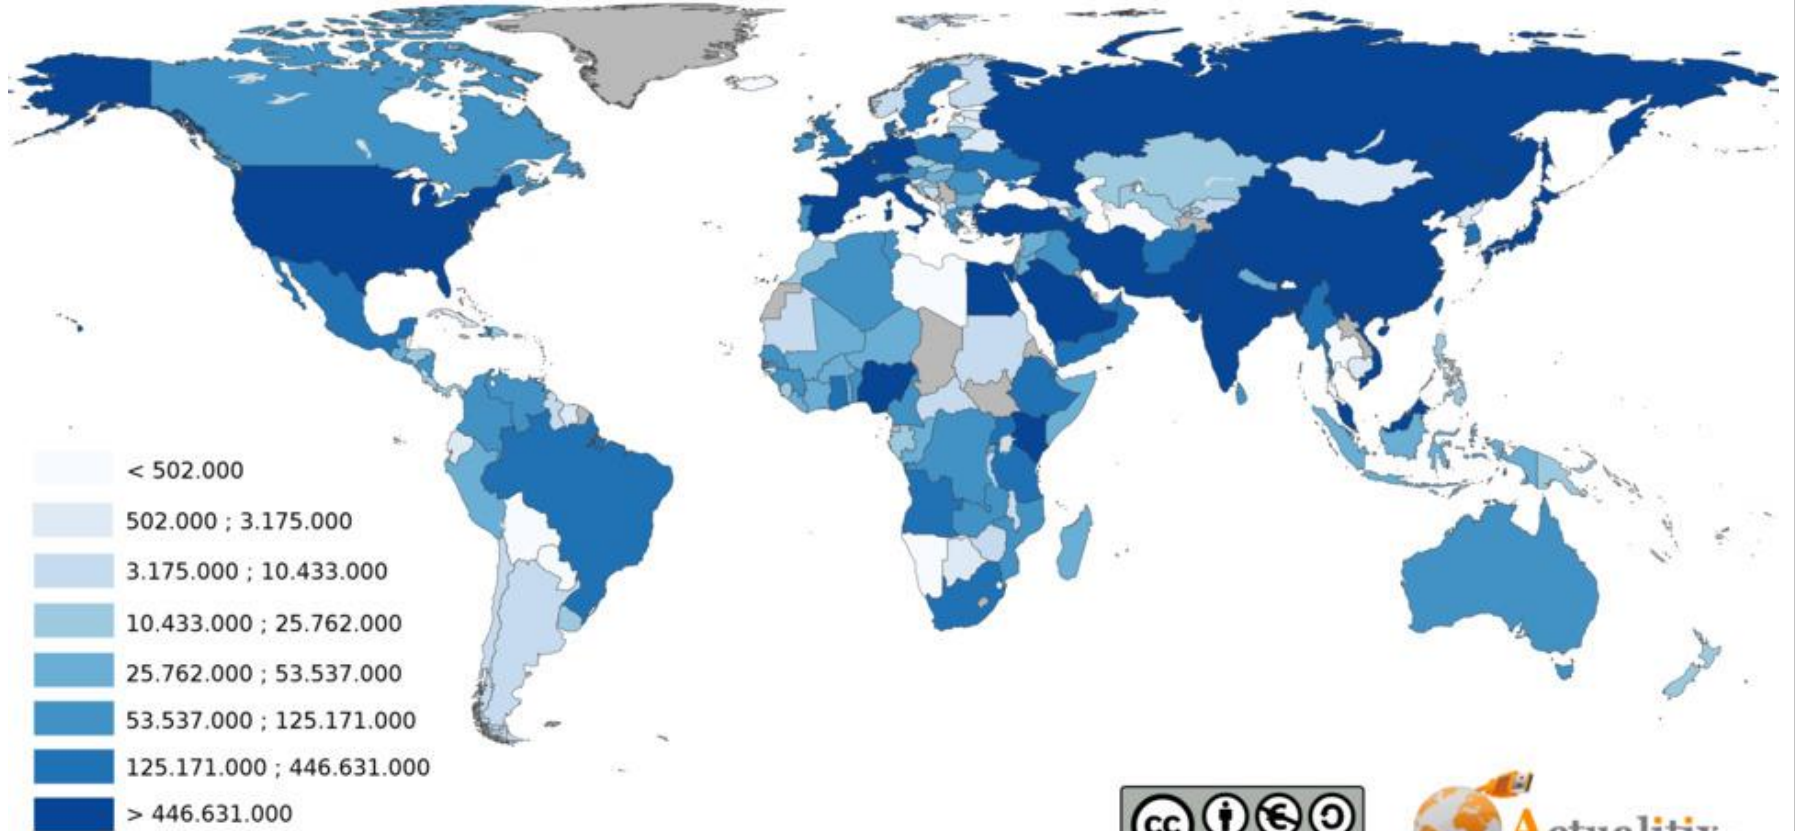 < 502.000
502.000 ; 3.175.000
3.175.000 ; 10.433.000
10.433.000 ; 25.762.000
25.762.000 ; 53.537.000
53.537.000 ; 125.171.000
125.171.000 ; 446.631.000
> 446.631.000
cc
Actualitix